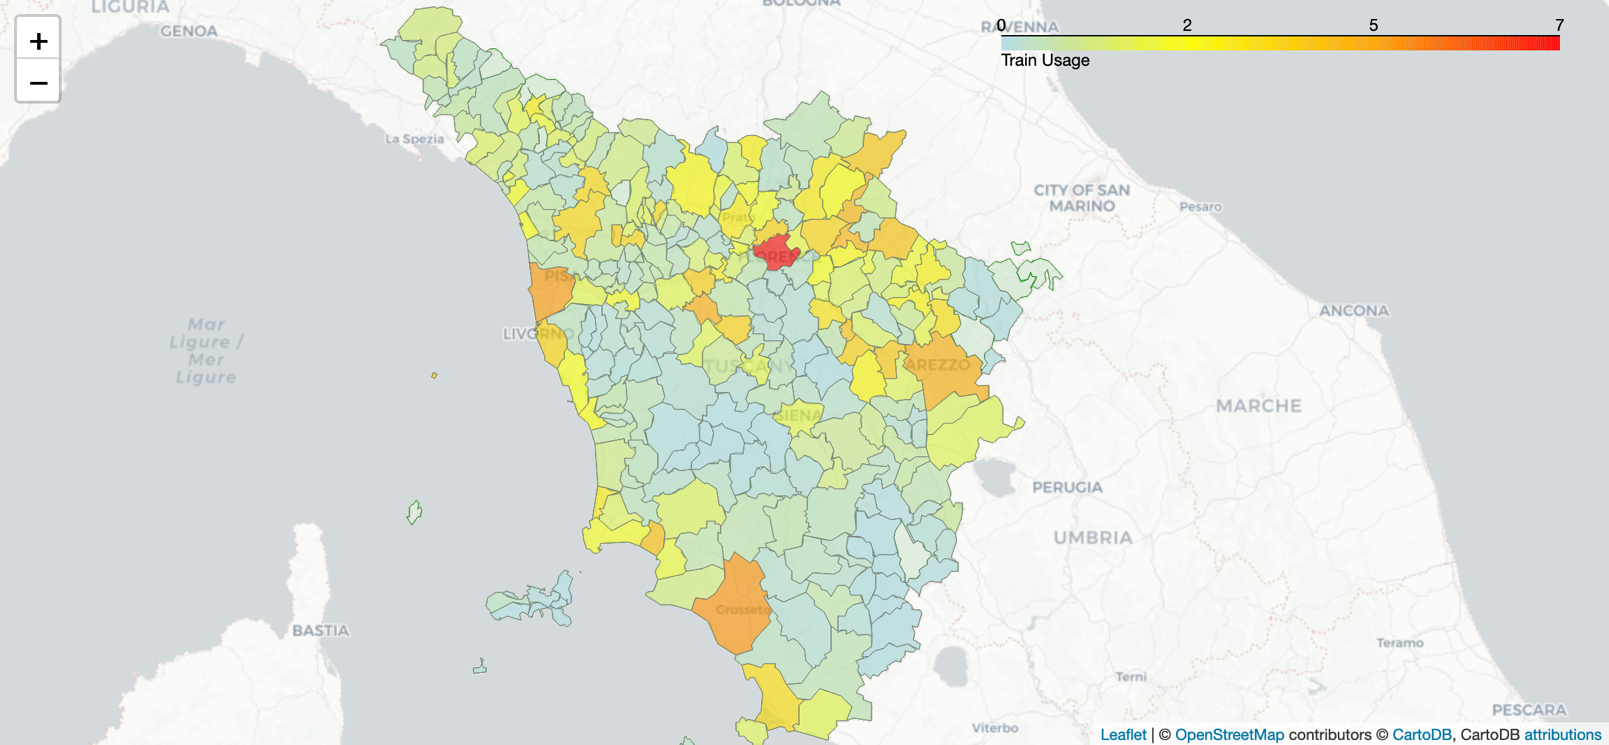 LIGURIA
BOLOGNA
GENOA
RAVENNA
0 2 5 7
Train Usage
+
−
La Spezia
CITY OF SAN
MARINO
Pesaro
Prato
FLORENCE
PISA
ANCONA
Mar
Ligure /
Mer
Ligure
LIVORNO
TUSCANY
AREZZO
MARCHE
SIENA
PERUGIA
UMBRIA
Grosseto
BASTIA
Teramo
Terni
PESCARA
Viterbo
Leaflet | © OpenStreetMap contributors © CartoDB, CartoDB attributions